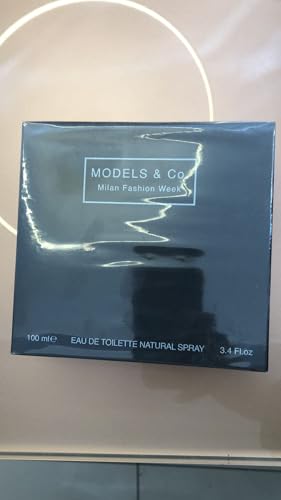 MODELS & Co
Milan Fashion Week
100 ml℮ EAU DE TOILETTE NATURAL SPRAY 3.4 Fl.oz